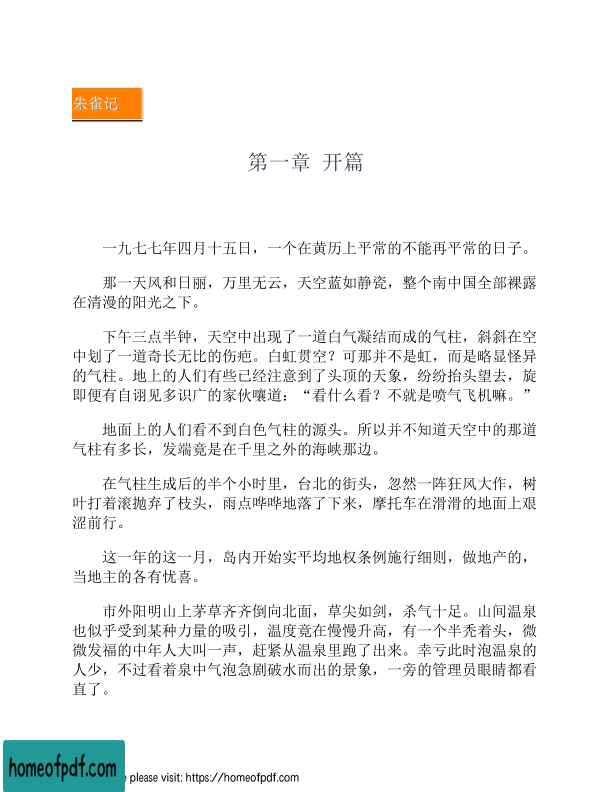 朱雀记
第一章 开篇
一九七七年四月十五日，一个在黄历上平常的不能再平常的日子。
那一天风和日丽，万里无云，天空蓝如静瓷，整个南中国全部裸露
在清漫的阳光之下。
下午三点半钟，天空中出现了一道白气凝结而成的气柱，斜斜在空
中划了一道奇长无比的伤疤。白虹贯空？可那并不是虹，而是略显怪异
的气柱。地上的人们有些已经注意到了头顶的天象，纷纷抬头望去，旋
即便有自诩见多识广的家伙嚷道：“看什么看？不就是喷气飞机嘛。”
地面上的人们看不到白色气柱的源头。所以并不知道天空中的那道
气柱有多长，发端竟是在千里之外的海峡那边。
在气柱生成后的半个小时里，台北的街头，忽然一阵狂风大作，树
叶打着滚抛弃了枝头，雨点哗哗地落了下来，摩托车在滑滑的地面上艰
涩前行。
这一年的这一月，岛内开始实平均地权条例施行细则，做地产的，
当地主的各有忧喜。
市外阳明山上茅草齐齐倒向北面，草尖如剑，杀气十足。山间温泉
也似乎受到某种力量的吸引，温度竟在慢慢升高，有一个半秃着头，微
微发福的中年人大叫一声，赶紧从温泉里跑了出来。幸亏此时泡温泉的
人少，不过看着泉中气泡急剧破水而出的景象，一旁的管理员眼睛都看
直了。
homeofpdf.com
e please visit: https://homeofpdf.com